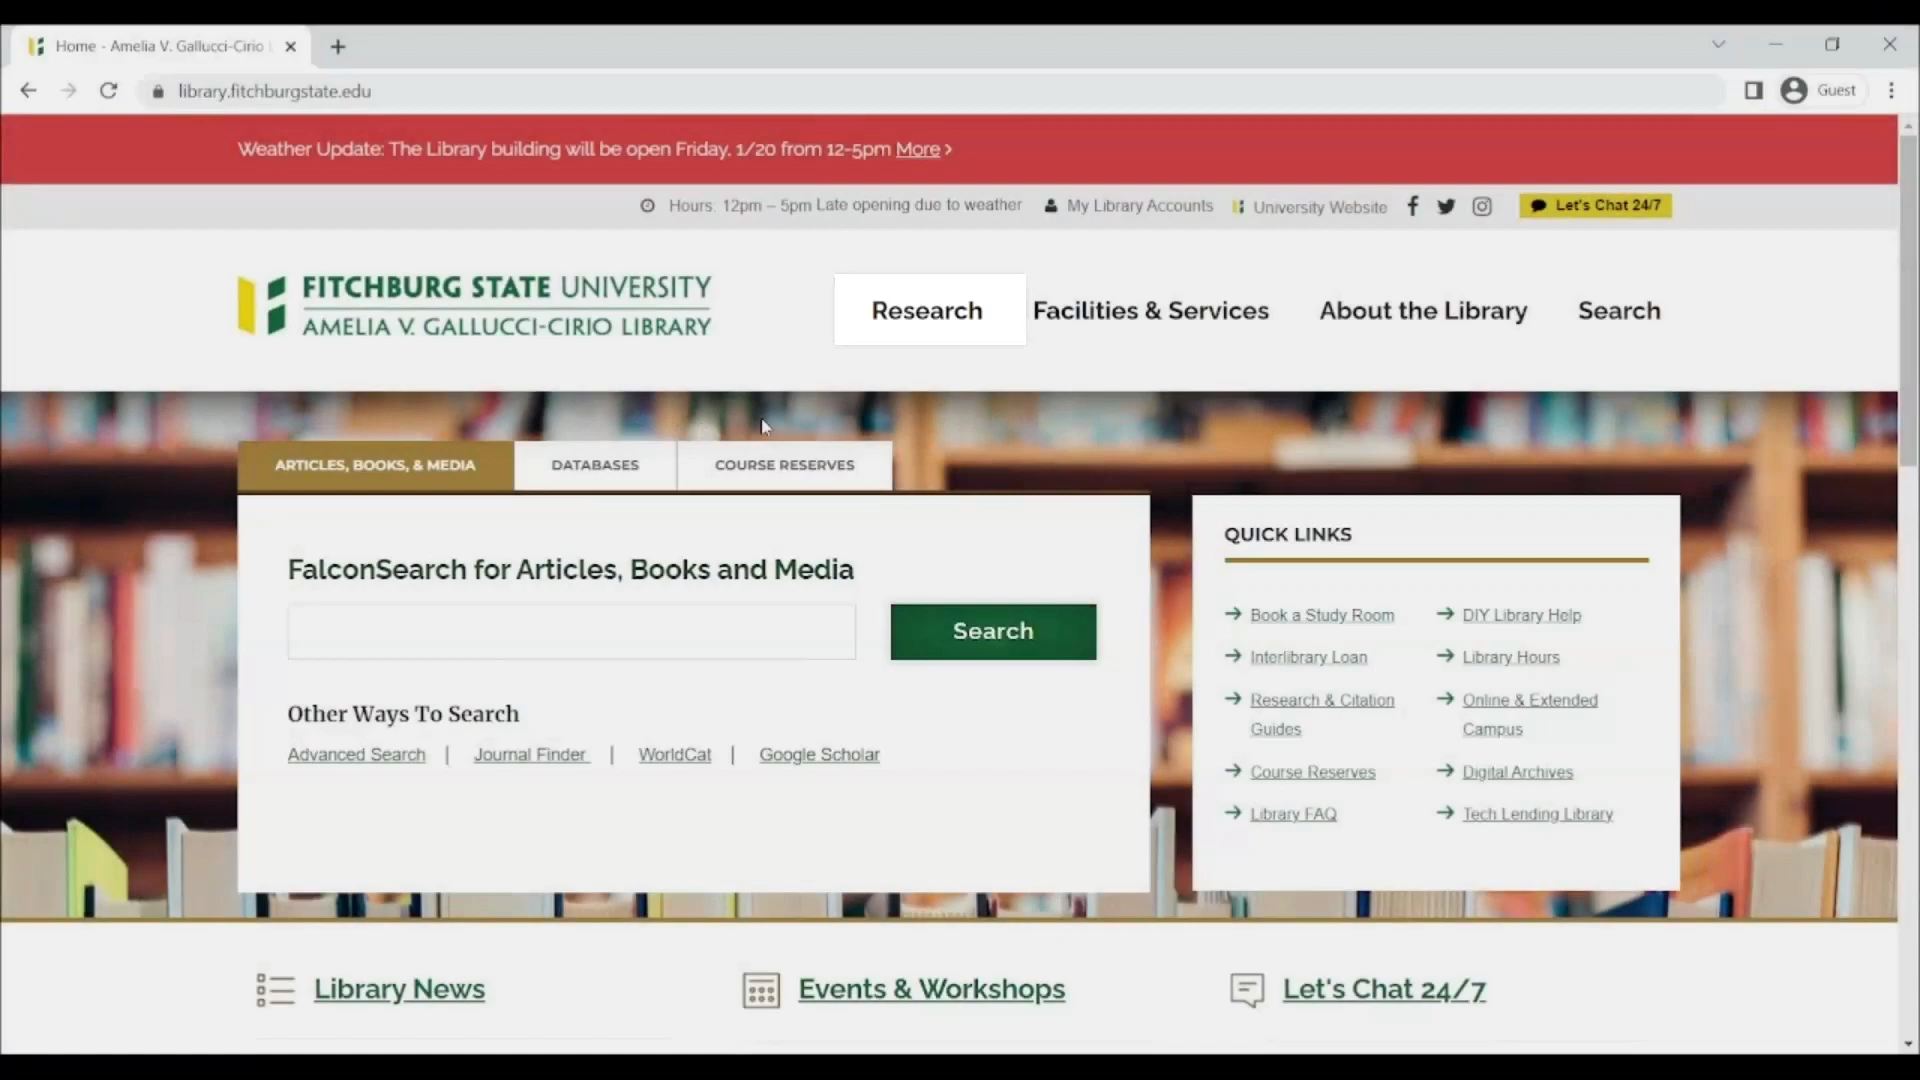 Home - Amelia V. Gallucci-Cirio
library.fitchburgstate.edu
Guest
Weather Update: The Library building will be open Friday, 1/20 from 12-5pm More >
Hours: 12pm – 5pm Late opening due to weather
My Library Accounts
University Website
Let's Chat 24/7
FITCHBURG STATE UNIVERSITY
AMELIA V. GALLUCCI-CIRIO LIBRARY
Research
Facilities & Services
About the Library
Search
ARTICLES, BOOKS, & MEDIA
DATABASES
COURSE RESERVES
FalconSearch for Articles, Books and Media
Search
Other Ways To Search
Advanced Search | Journal Finder | WorldCat | Google Scholar
QUICK LINKS
Book a Study Room
Interlibrary Loan
Research & Citation
Guides
Course Reserves
Library FAQ
DIY Library Help
Library Hours
Online & Extended
Campus
Digital Archives
Tech Lending Library
Library News
Events & Workshops
Let's Chat 24/7